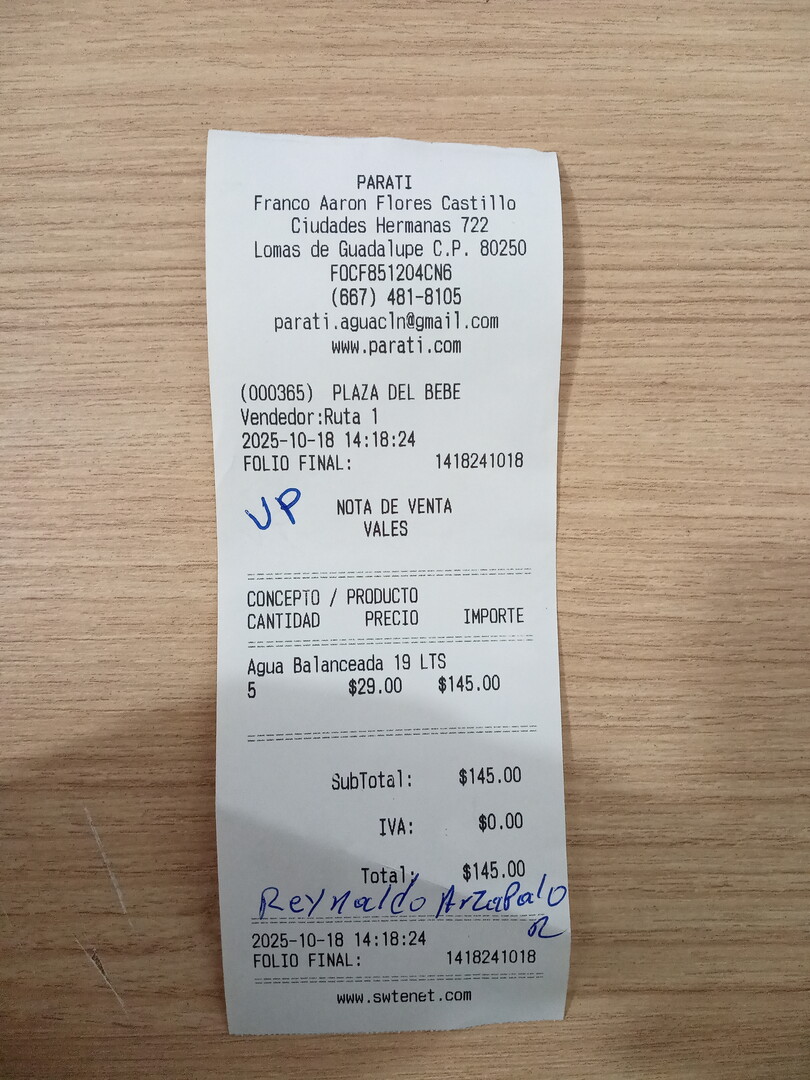 PARATI
Franco Aaron Flores Castillo
Ciudades Hermanas 722
Lomas de Guadalupe C.P. 80250
FOCF851204CN6
(667) 481-8105
parati.aguacln@gmail.com
www.parati.com
(000365) PLAZA DEL BEBE
Vendedor:Ruta 1
2025-10-18 14:18:24
FOLIO FINAL: 1418241018
VP
NOTA DE VENTA
VALES
CONCEPTO / PRODUCTO
CANTIDAD PRECIO IMPORTE
Agua Balanceada 19 LTS
5 $29.00 $145.00
SubTotal: $145.00
IVA: $0.00
Total: $145.00
Reynaldo Arzapalo
R
2025-10-18 14:18:24
FOLIO FINAL: 1418241018
www.swtenet.com